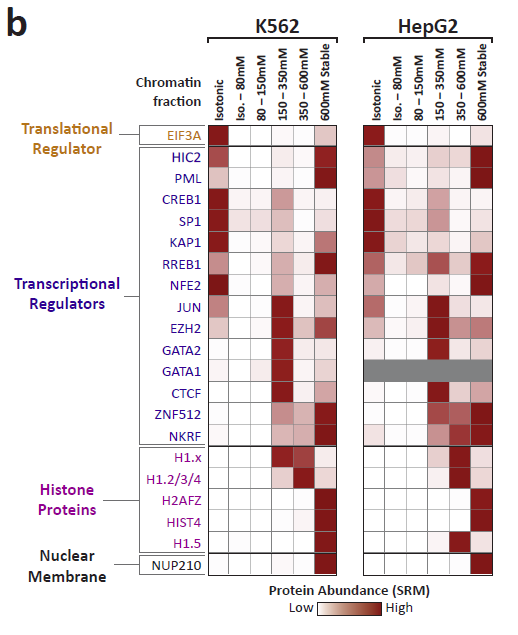 b
K562
HepG2
Chromatin
fraction
Isotonic
Iso. – 80mM
80 – 150mM
150 – 350mM
350 – 600mM
600mM Stable
Isotonic
Iso. – 80mM
80 – 150mM
150 – 350mM
350 – 600mM
600mM Stable
Translational
Regulator
EIF3A
Transcriptional
Regulators
HIC2
PML
CREB1
SP1
KAP1
RREB1
NFE2
JUN
EZH2
GATA2
GATA1
CTCF
ZNF512
NKRF
Histone
Proteins
H1.x
H1.2/3/4
H2AFZ
HIST4
H1.5
Nuclear
Membrane
NUP210
Protein Abundance (SRM)
Low
High